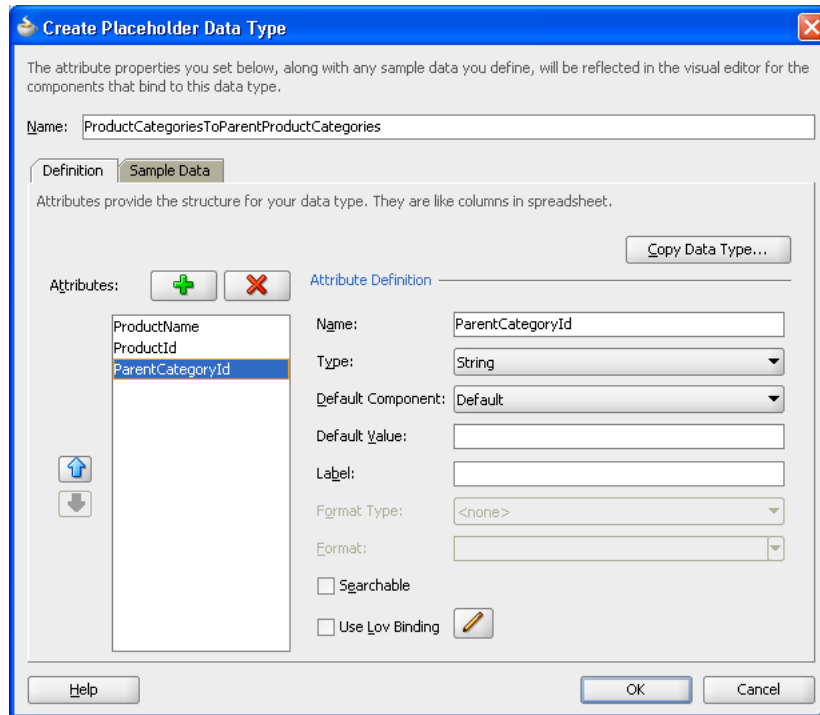 Create Placeholder Data Type
The attribute properties you set below, along with any sample data you define, will be reflected in the visual editor for the
components that bind to this data type.
Name: ProductCategoriesToParentProductCategories
Definition Sample Data
Attributes provide the structure for your data type. They are like columns in spreadsheet.
Copy Data Type...
Attributes: Attribute Definition
ProductName
ProductId
ParentCategoryId
Name: ParentCategoryId
Type: String
Default Component: Default
Default Value:
Label:
Format Type: <none>
Format:
Searchable
Use Lov Binding
Help OK Cancel